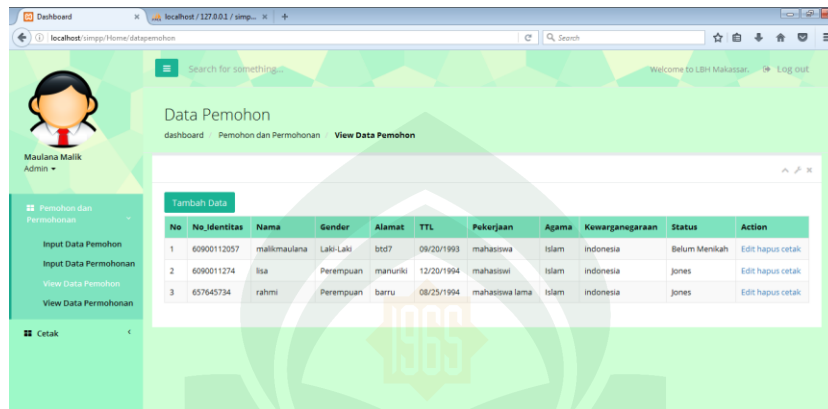 Dashboard
localhost / 127.0.0.1 / simp...
localhost/simpp/Home/datapemohon
Search
Search for something...
Welcome to LBH Makassar.
Log out
Maulana Malik
Admin
Pemohon dan Permohonan
Input Data Pemohon
Input Data Permohonan
View Data Pemohon
View Data Permohonan
Cetak
Data Pemohon
dashboard / Pemohon dan Permohonan / View Data Pemohon
Tambah Data
No No_Identitas Nama Gender Alamat TTL Pekerjaan Agama Kewarganegaraan Status Action
1 60900112057 malikmaulana Laki-Laki btd7 09/20/1993 mahasiswa Islam indonesia Belum Menikah Edit hapus cetak
2 6090011274 lisa Perempuan manuriki 12/20/1994 mahasiswi Islam indonesia Jones Edit hapus cetak
3 657645734 rahmi Perempuan barru 08/25/1994 mahasiswa lama Islam indonesia Jones Edit hapus cetak
1965